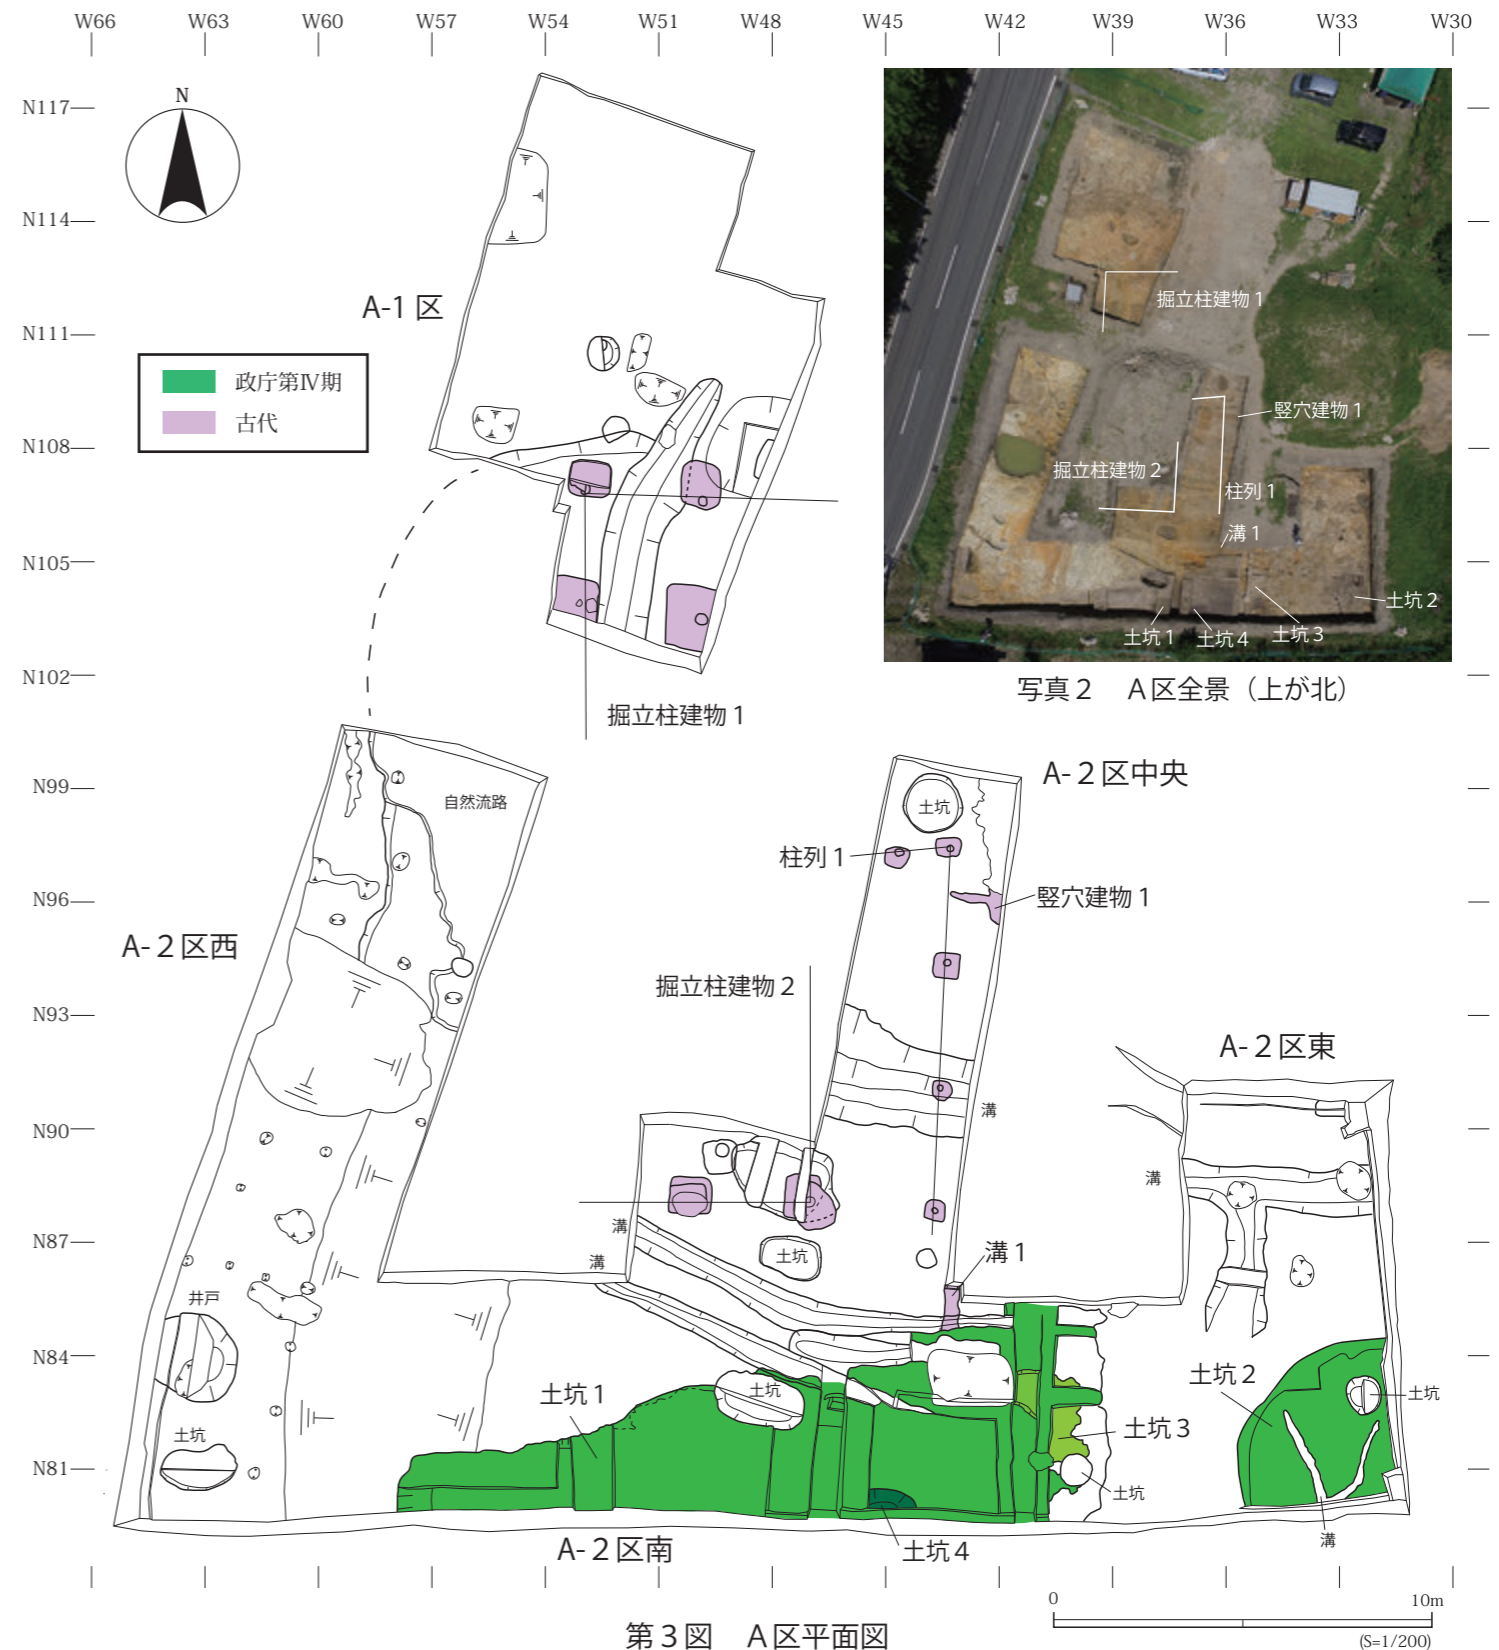 W66 W63 W60 W57 W54 W51 W48 W45 W42 W39 W36 W33 W30
N117
N
N114
A-1 区
N111
政庁第Ⅳ期
古代
N108
N105
N102
掘立柱建物 1
掘立柱建物 1
竪穴建物 1
掘立柱建物 2
柱列 1
溝 1
土坑 2
土坑 1
土坑 4
土坑 3
写真 2 A区全景（上が北）
N99
自然流路
A-２区中央
土坑
柱列 1
N96
竪穴建物 1
A-２区西
掘立柱建物 2
N93
A-２区東
溝
N90
溝
溝
N87
溝
土坑
溝 1
井戸
N84
土坑 1
土坑
土坑 2
土坑
土坑
土坑 3
N81
土坑
溝
A-２区南
土坑 4
0 10m
(S=1/200)
第３図 A区平面図